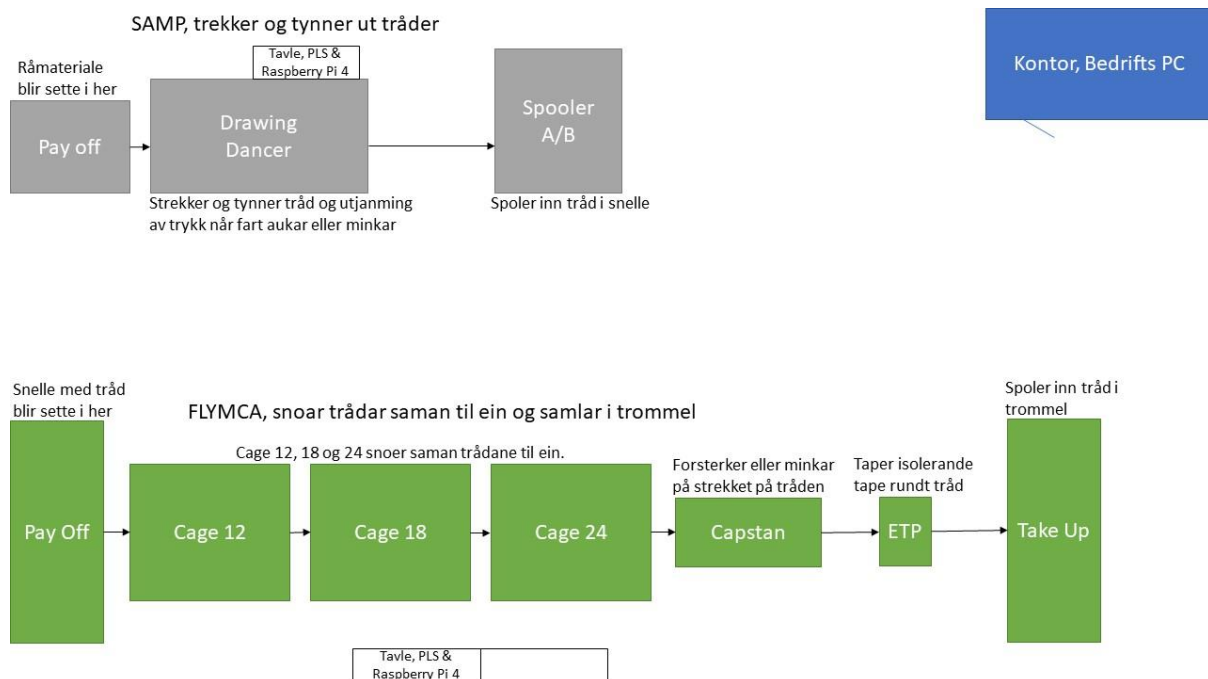 SAMP, trekker og tynner ut tråder
Kontor, Bedrifts PC
Råmateriale
blir sette i her
Tavle, PLS &
Raspberry Pi 4
Pay off
Drawing
Dancer
Spooler
A/B
Strekker og tynner tråd og utjanming
av trykk når fart aukar eller minkar
Spoler inn tråd i snelle
Snelle med tråd
blir sette i her
FLYMCA, snoar trådar saman til ein og samlar i trommel
Spoler inn tråd i
trommel
Cage 12, 18 og 24 snoer saman trådane til ein.
Forsterker eller minkar
på strekket på tråden
Taper isolerande
tape rundt tråd
Pay Off
Cage 12
Cage 18
Cage 24
Capstan
ETP
Take Up
Tavle, PLS &
Raspberry Pi 4